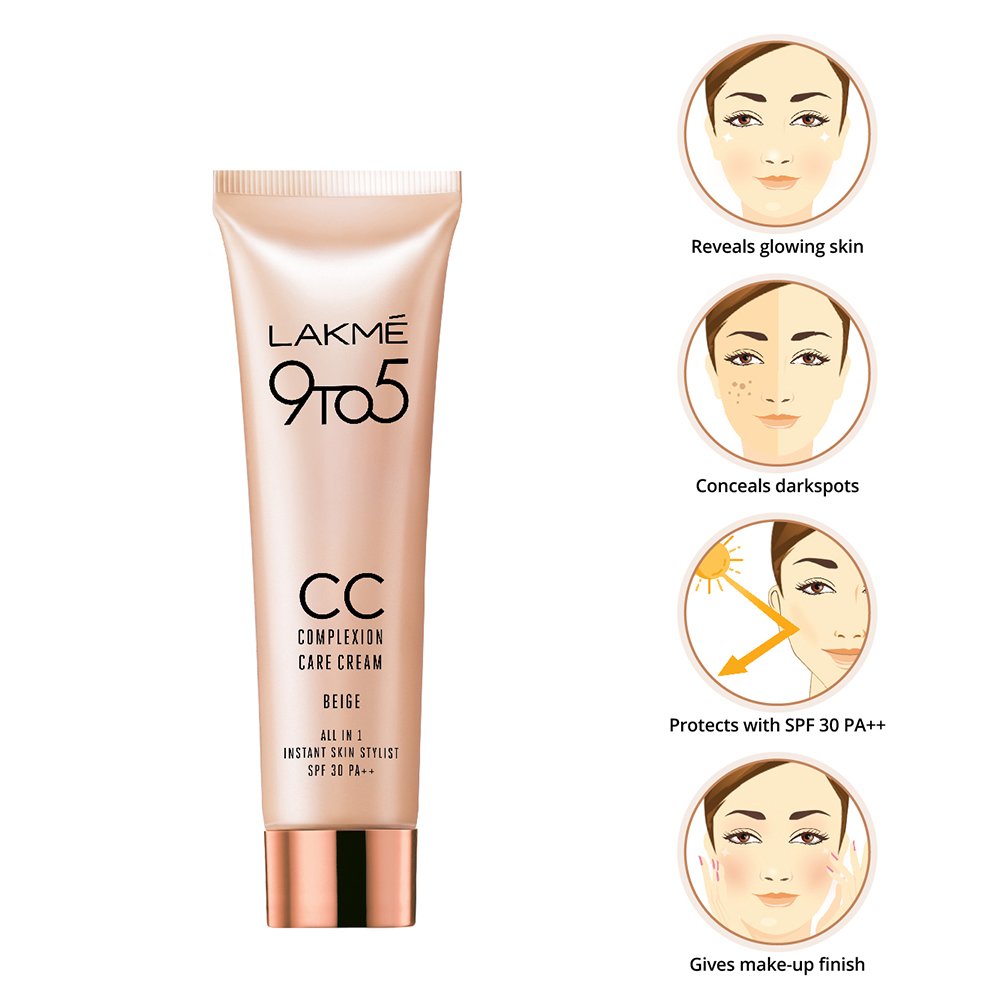 LAKMÉ
9TO5
CC
COMPLEXION
CARE CREAM
BEIGE
ALL IN 1
INSTANT SKIN STYLIST
SPF 30 PA++
Reveals glowing skin
Conceals darkspots
Protects with SPF 30 PA++
Gives make-up finish